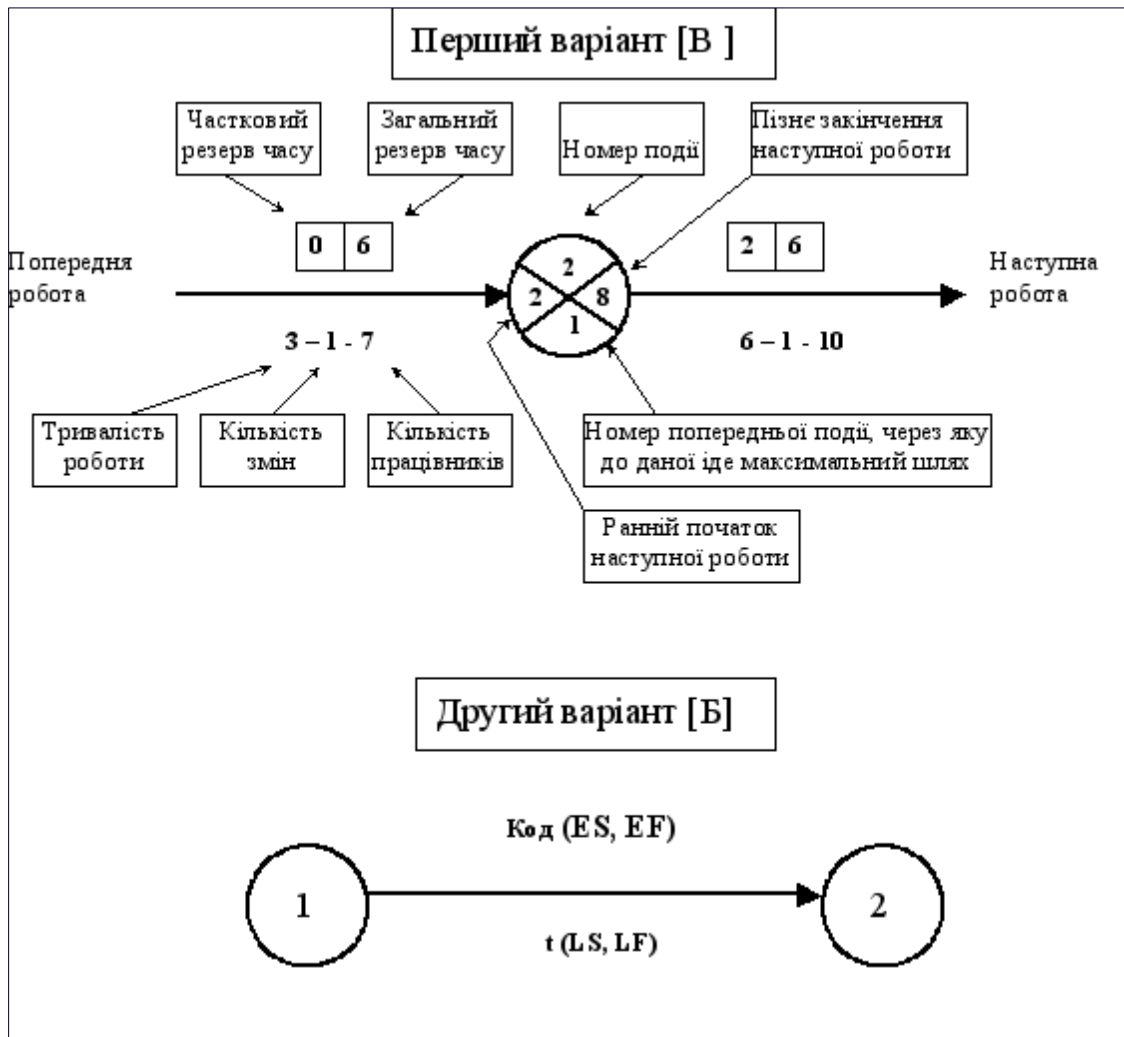 Перший варіант [В ]
Частковий
резерв часу
Загальний
резерв часу
Номер події
Пізнє закінчення
наступної роботи
0 6
2 6
Попередня
робота
2
2 8
1
Наступна
робота
3 – 1 - 7
6 – 1 - 10
Тривалість
роботи
Кількість
змін
Кількість
працівників
Номер попередньої події, через яку
до даної іде максимальний шлях
Ранній початок
наступної роботи
Другий варіант [Б]
Код (ES, EF)
1
2
t (LS, LF)